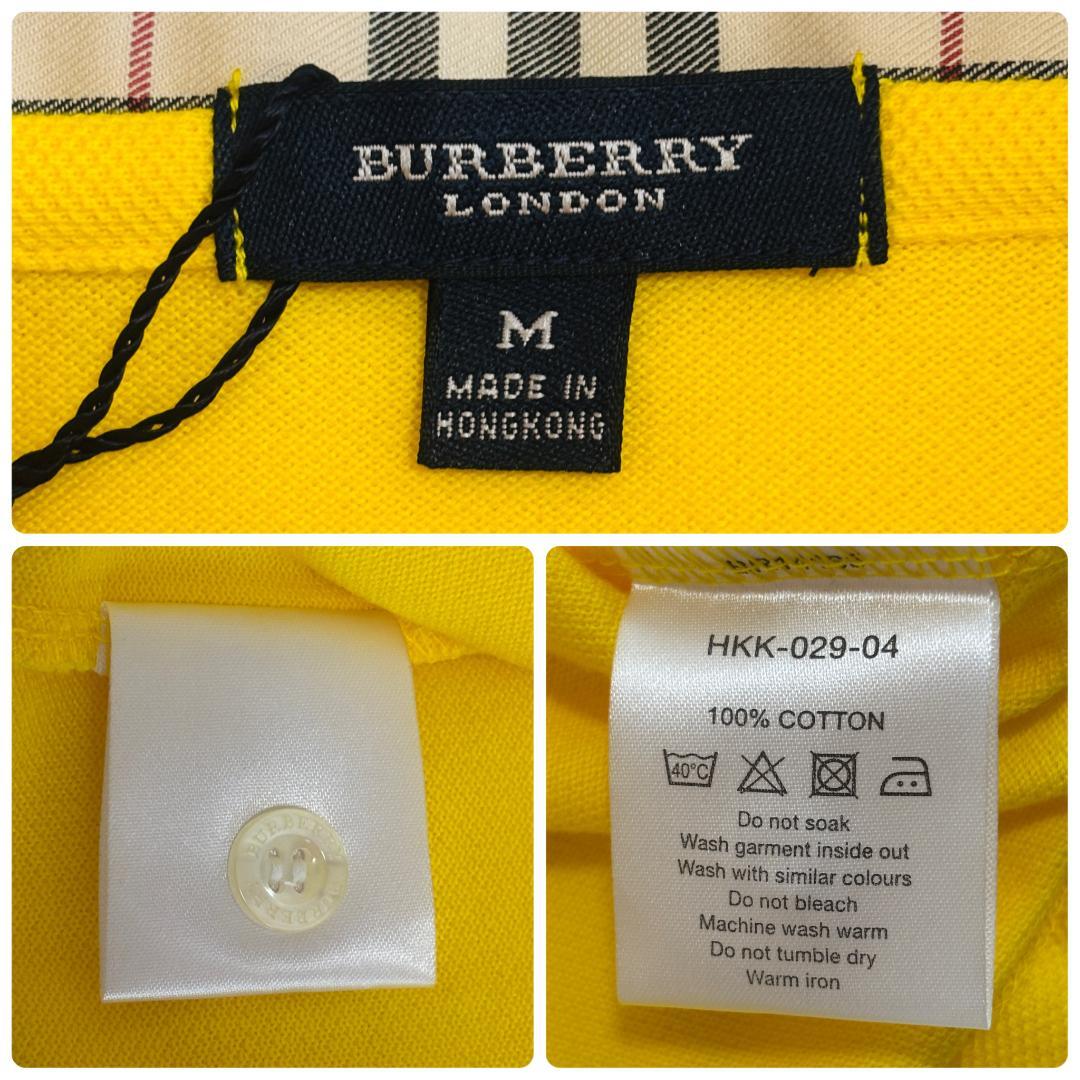 BURBERRY
LONDON
M
MADE IN
HONGKONG
BURBERRY
BURBERRY
HKK-029-04
100% COTTON
40°C
Do not soak
Wash garment inside out
Wash with similar colours
Do not bleach
Machine wash warm
Do not tumble dry
Warm iron